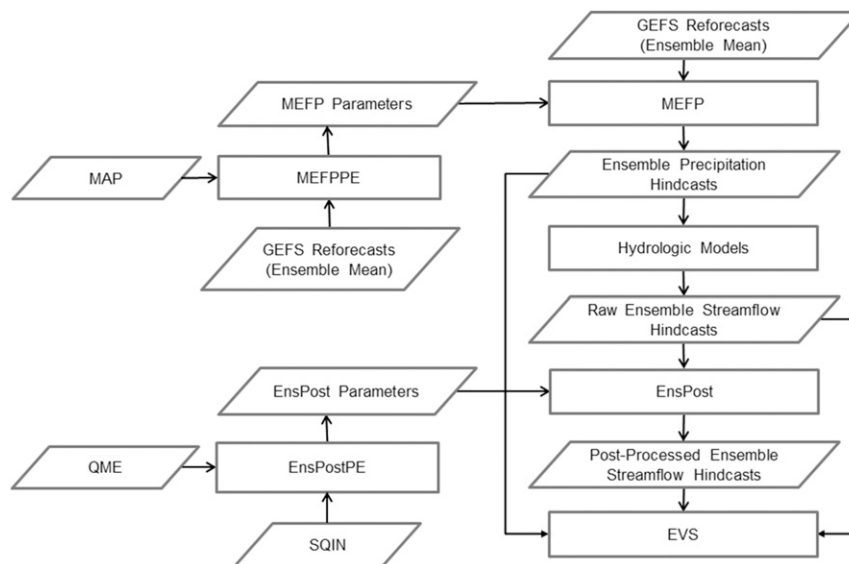 GEFS Reforecasts
(Ensemble Mean)
MEFP Parameters
MEFP
MAP
MEFPPE
Ensemble Precipitation
Hindcasts
GEFS Reforecasts
(Ensemble Mean)
Hydrologic Models
Raw Ensemble Streamflow
Hindcasts
EnsPost Parameters
EnsPost
QME
EnsPostPE
Post-Processed Ensemble
Streamflow Hindcasts
SQIN
EVS